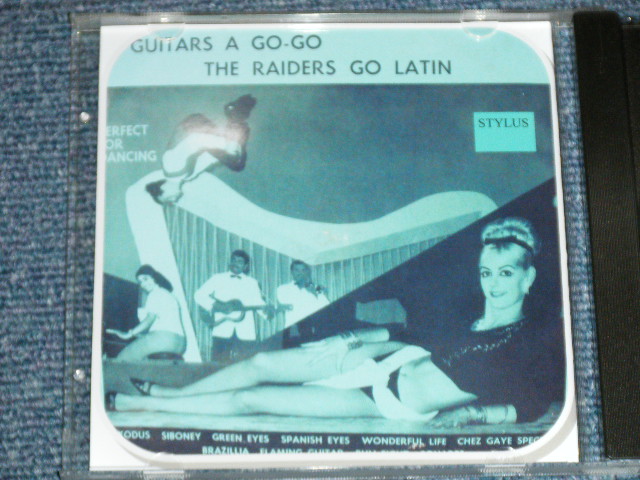 GUITARS A GO-GO
THE RAIDERS GO LATIN
STYLUS
ERFECT
OR
ANCING
XODUS SIBONEY GREEN EYES SPANISH EYES WONDERFUL LIFE CHEZ GAYE SPEC
BRAZILLIA FLAMING GUITAR